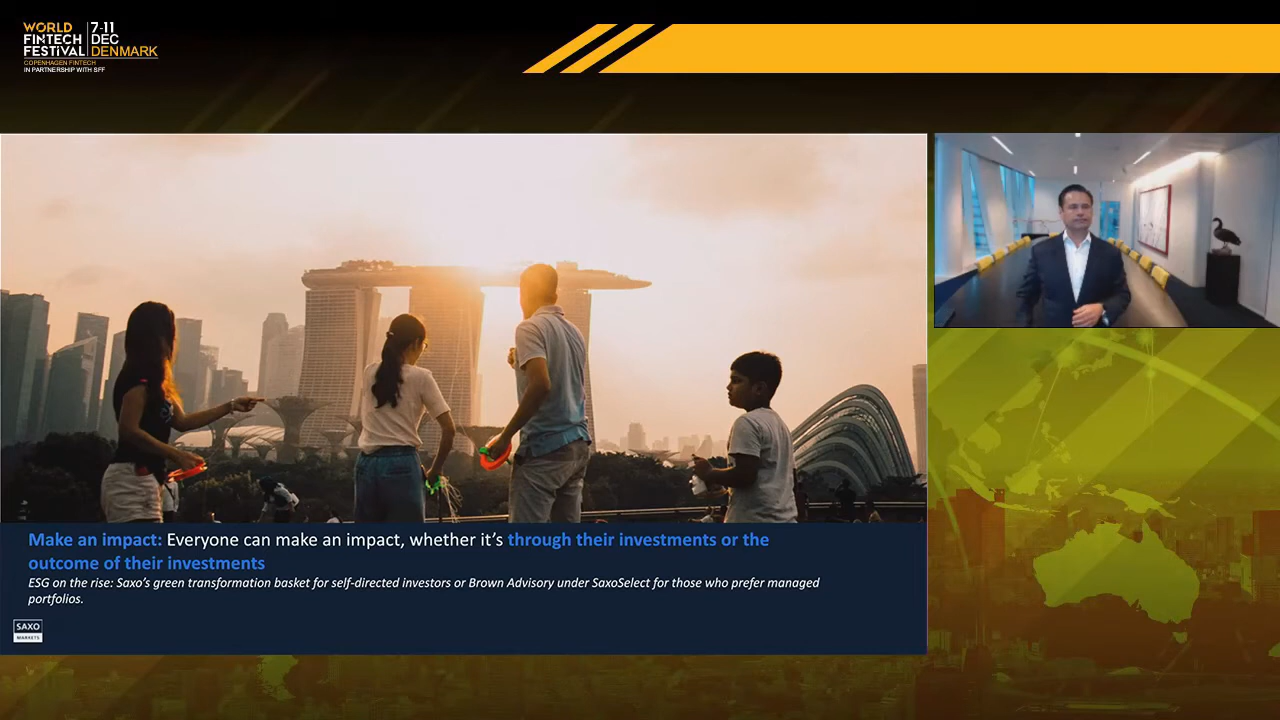 WORLD
FINTECH
FESTIVAL
7-11
DEC
DENMARK
COPENHAGEN FINTECH
IN PARTNERSHIP WITH SFF
Make an impact: Everyone can make an impact, whether it's through their investments or the
outcome of their investments
ESG on the rise: Saxo's green transformation basket for self-directed investors or Brown Advisory under SaxoSelect for those who prefer managed
portfolios.
SAXO
MARKETS